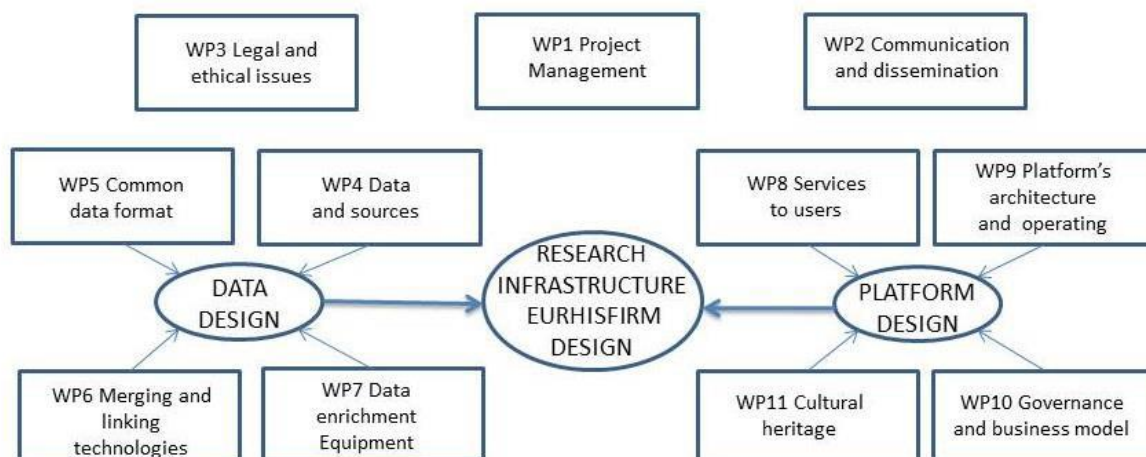 WP3 Legal and
ethical issues
WP1 Project
Management
WP2 Communication
and dissemination
WP5 Common
data format
WP4 Data
and sources
WP8 Services
to users
WP9 Platform's
architecture
and operating
DATA
DESIGN
RESEARCH
INFRASTRUCTURE
EURHISFIRM
DESIGN
PLATFORM
DESIGN
WP6 Merging and
linking
technologies
WP7 Data
enrichment
Equipment
WP11 Cultural
heritage
WP10 Governance
and business model